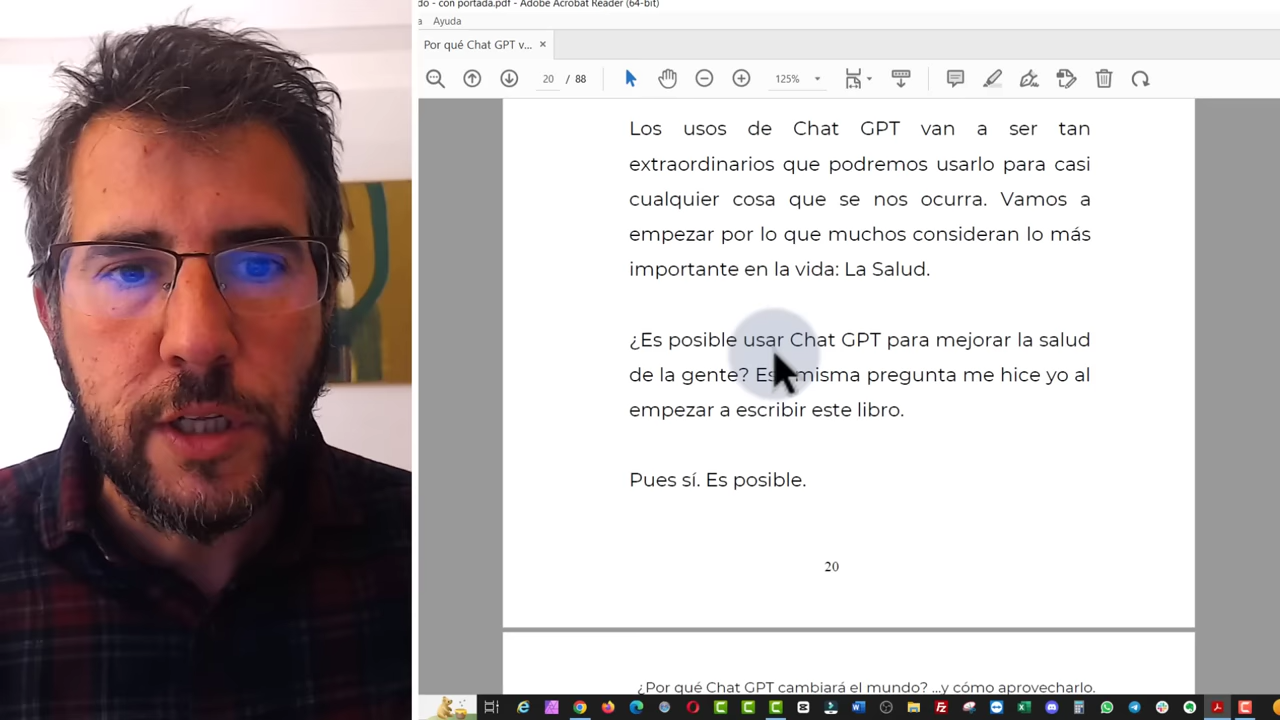 do - con portada.pdf - Adobe Acrobat Reader (64-bit)
a Ayuda
Por qué Chat GPT v... ×
20 / 88 125%
Los usos de Chat GPT van a ser tan
extraordinarios que podremos usarlo para casi
cualquier cosa que se nos ocurra. Vamos a
empezar por lo que muchos consideran lo más
importante en la vida: La Salud.
¿Es posible usar Chat GPT para mejorar la salud
de la gente? Esa misma pregunta me hice yo al
empezar a escribir este libro.
Pues sí. Es posible.
20
¿Por qué Chat GPT cambiará el mundo? ...y cómo aprovecharlo.